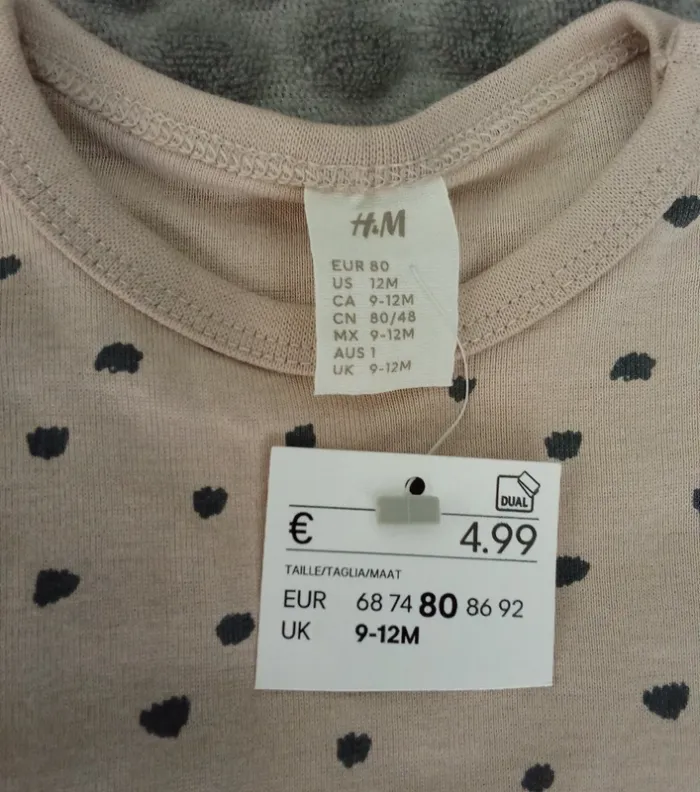 H&M
EUR 80
US 12M
CA 9-12M
CN 80/48
MX 9-12M
AUS 1
UK 9-12M
DUAL
€ 4.99
TAILLE/TAGLIA/MAAT
EUR 68 74 80 86 92
UK 9-12M